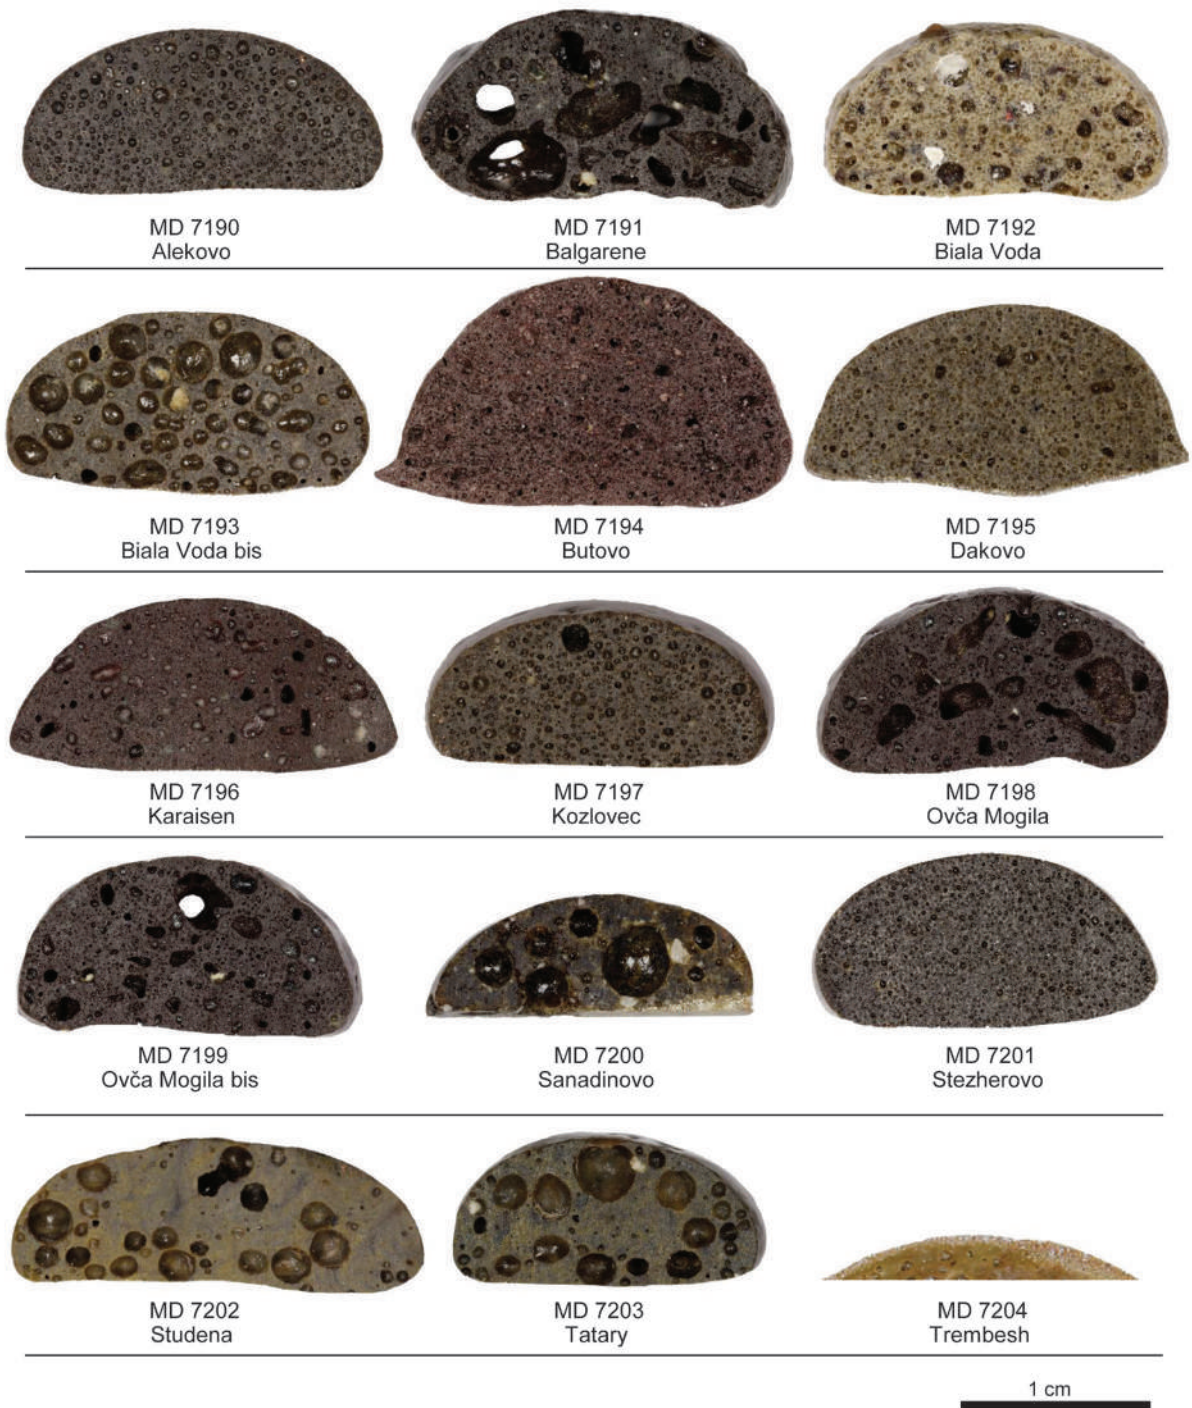 MD 7190
Alekovo
MD 7191
Balgarene
MD 7192
Biala Voda
MD 7193
Biala Voda bis
MD 7194
Butovo
MD 7195
Dakovo
MD 7196
Karaisen
MD 7197
Kozlovec
MD 7198
Ovča Mogila
MD 7199
Ovča Mogila bis
MD 7200
Sanadinovo
MD 7201
Stezherovo
MD 7202
Studena
MD 7203
Tatary
MD 7204
Trembesh
1 cm